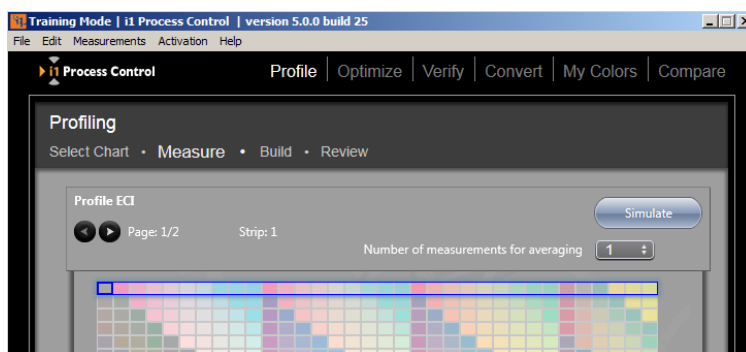 Training Mode | i1 Process Control | version 5.0.0 build 25
File Edit Measurements Activation Help
i1 Process Control Profile Optimize Verify Convert My Colors Compare
Profiling
Select Chart • Measure • Build • Review
Profile ECI
Simulate
Page: 1/2 Strip: 1
Number of measurements for averaging 1